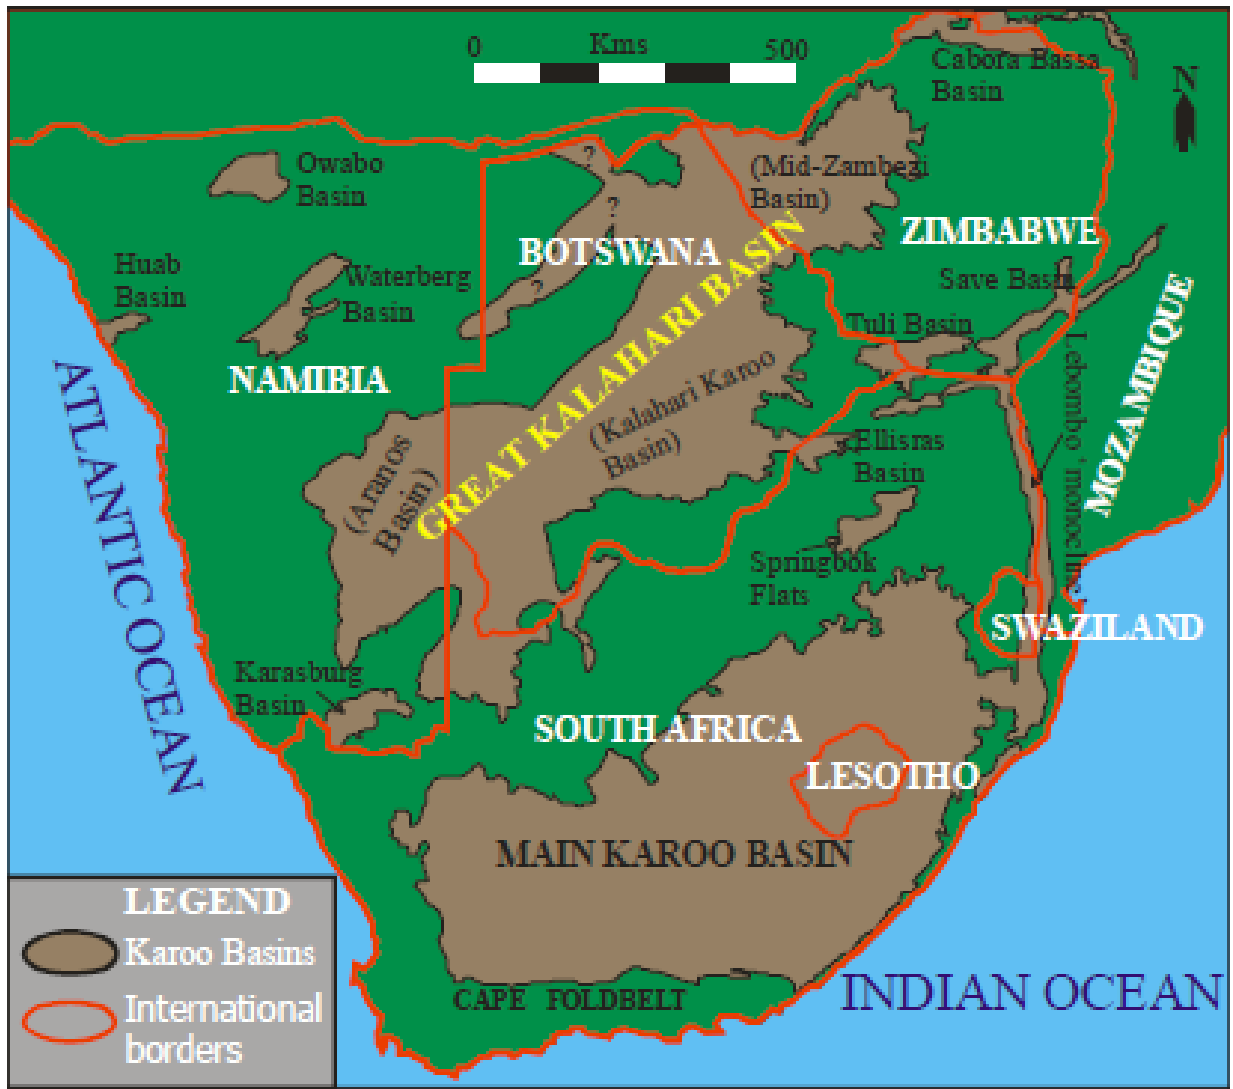 0 Kms 500
Cabora Bassa
Basin
N
Owabo
Basin
?
(Mid-Zambezi
Basin)
?
ZIMBABWE
BOTSWANA
Huab
Basin
Waterberg
Basin
?
Save Basin
Tuli Basin
NAMIBIA
GREAT KALAHARI BASIN
(Kalahari Karoo
Basin)
MOZAMBIQUE
Lebombo 'monocline'
ATLANTIC OCEAN
(Aranos
Basin)
Ellisras
Basin
Springbok
Flats
SWAZILAND
Karasburg
Basin
SOUTH AFRICA
LESOTHO
MAIN KAROO BASIN
LEGEND
Karoo Basins
International
borders
CAPE FOLDBELT
INDIAN OCEAN